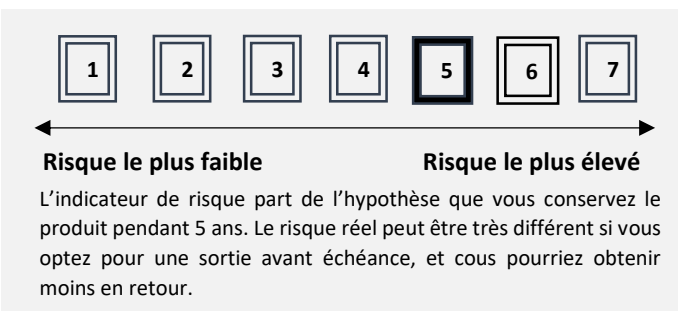 1 2 3 4 5 6 7
Risque le plus faible Risque le plus élevé
L'indicateur de risque part de l'hypothèse que vous conservez le
produit pendant 5 ans. Le risque réel peut être très différent si vous
optez pour une sortie avant échéance, et cous pourriez obtenir
moins en retour.